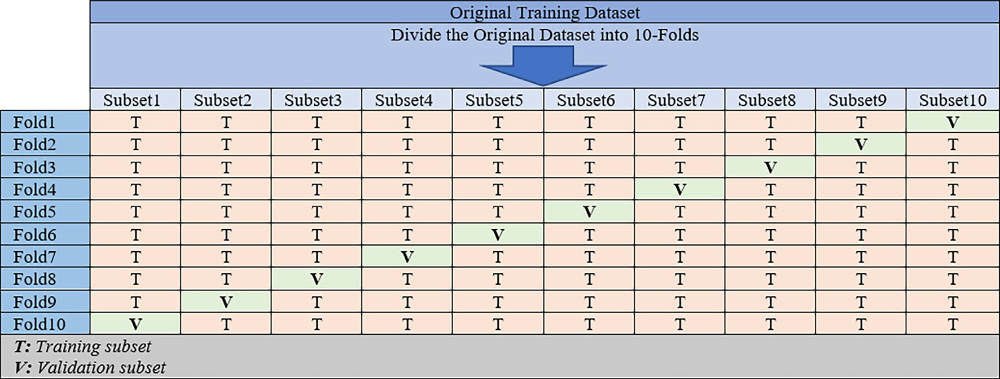 Original Training Dataset
Divide the Original Dataset into 10-Folds
Subset1 Subset2 Subset3 Subset4 Subset5 Subset6 Subset7 Subset8 Subset9 Subset10
Fold1 T T T T T T T T T V
Fold2 T T T T T T T T V T
Fold3 T T T T T T T V T T
Fold4 T T T T T T V T T T
Fold5 T T T T T V T T T T
Fold6 T T T T V T T T T T
Fold7 T T T V T T T T T T
Fold8 T T V T T T T T T T
Fold9 T V T T T T T T T T
Fold10 V T T T T T T T T T
T: Training subset
V: Validation subset